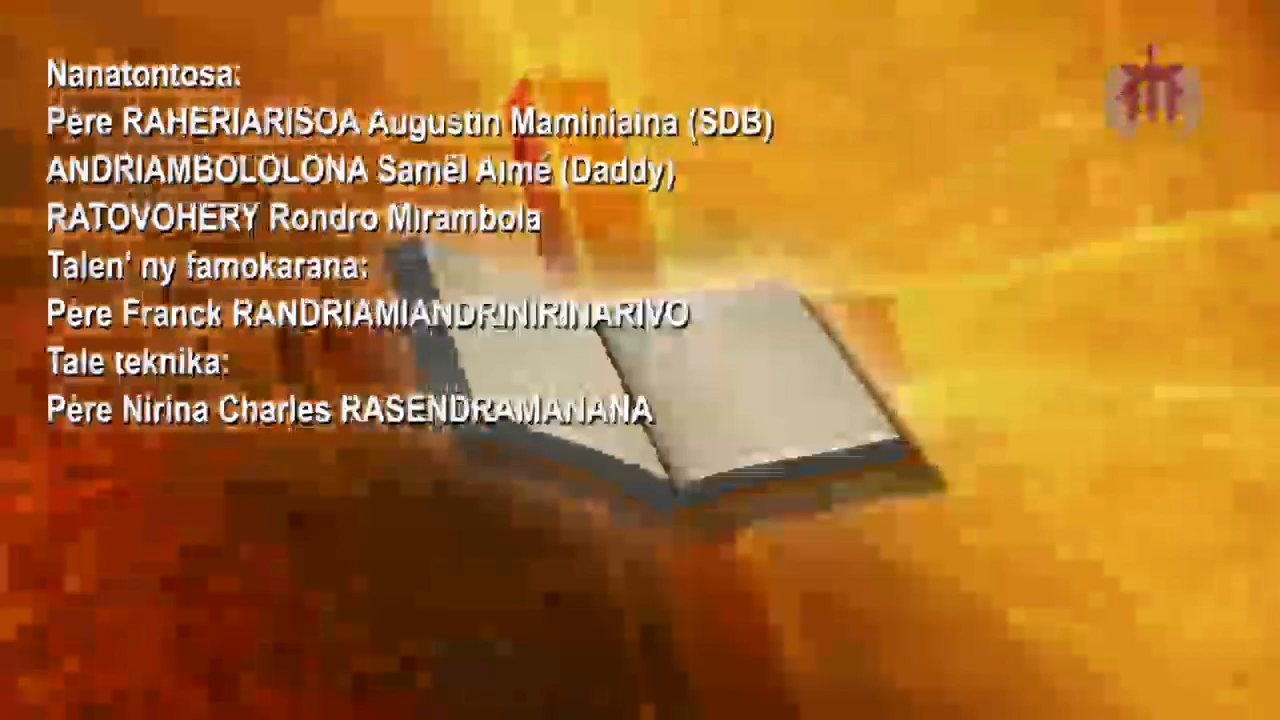 Nanatontosa:
Père RAHERIARISOA Augustin Maminiaina (SDB)
ANDRIAMBOLOLONA Samël Aimé (Daddy)
RATOVOHERY Rondro Mirambola
Talen' ny famokarana:
Père Franck RANDRIAMIANDRINIRINARIVO
Tale teknika:
Père Nirina Charles RASENDRAMANANA